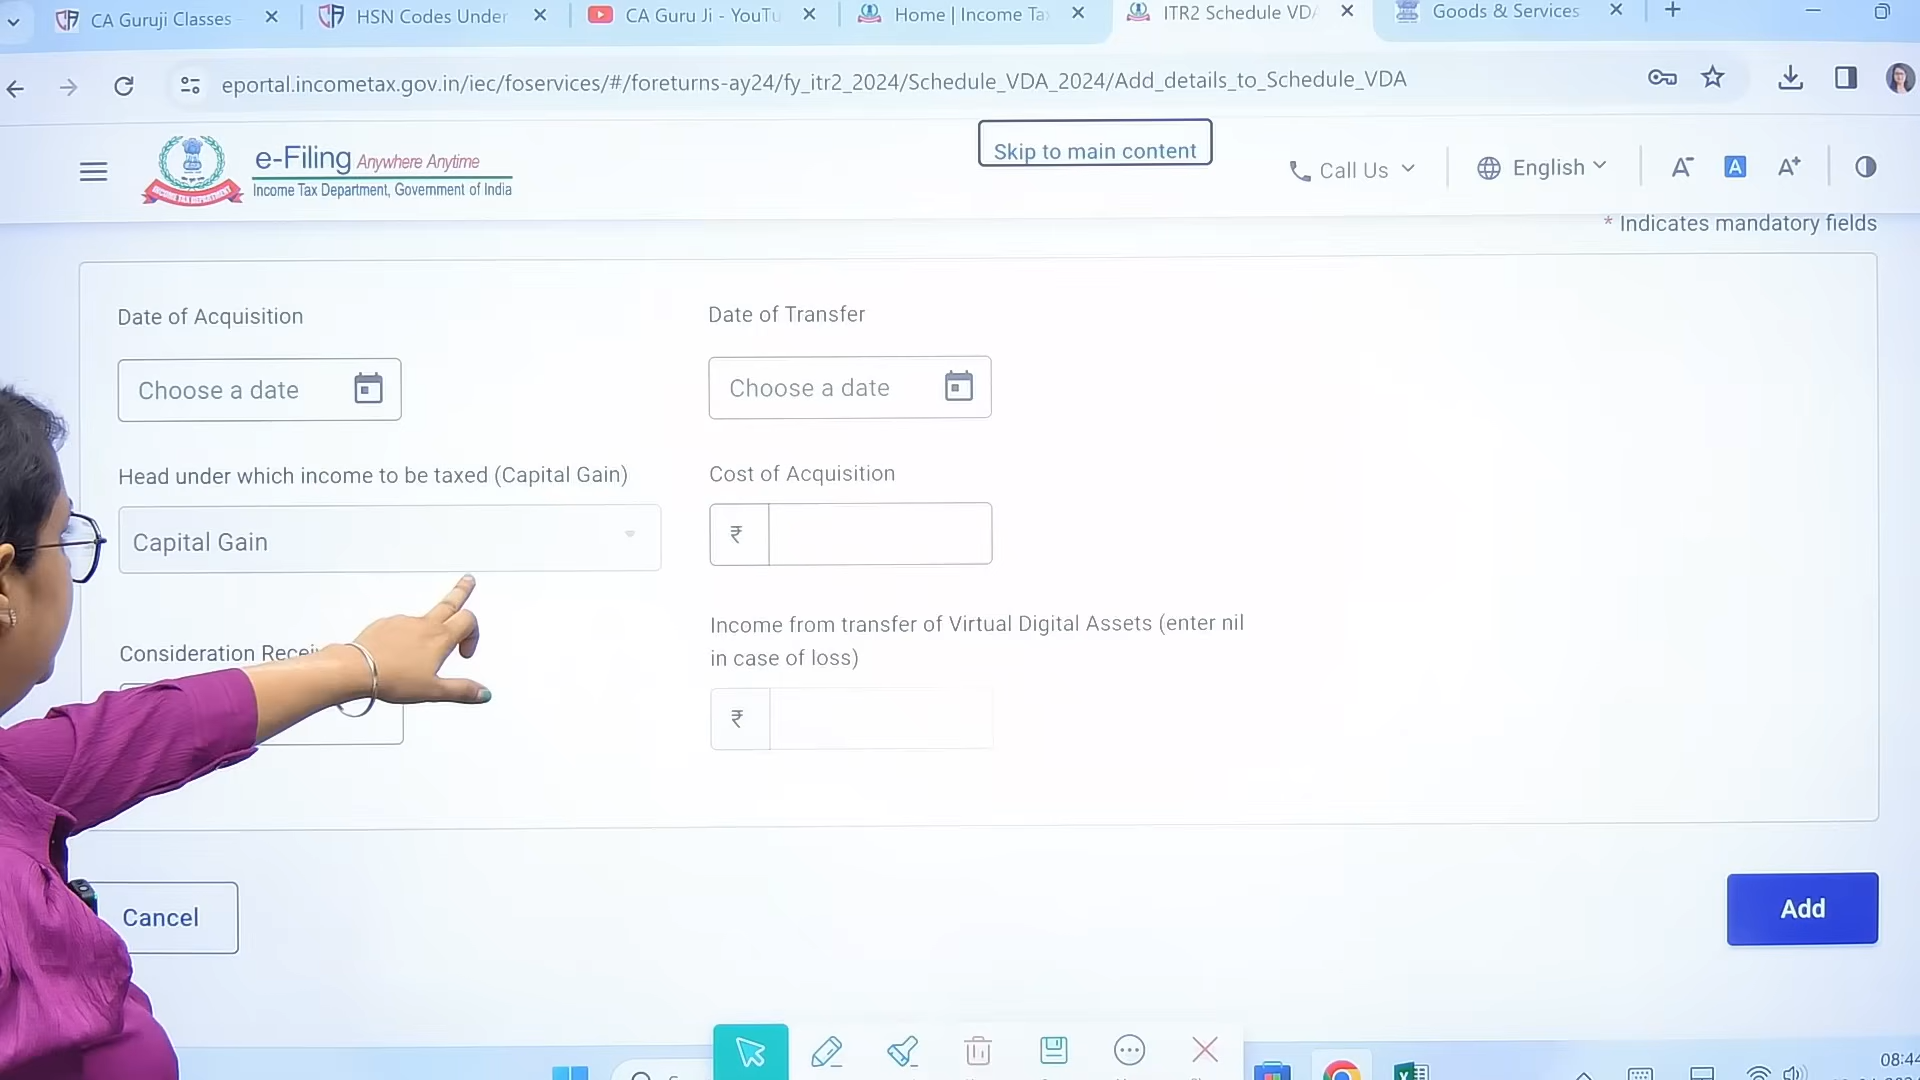 CA Guruji Classes
HSN Codes Under
CA Guru Ji - YouTu
Home | Income Ta
ITR2 Schedule VDA
Goods & Services
eportal.incometax.gov.in/iec/foservices/#/foreturns-ay24/fy_itr2_2024/Schedule_VDA_2024/Add_details_to_Schedule_VDA
e-Filing Anywhere Anytime
Income Tax Department, Government of India
Skip to main content
Call Us
English
A-
A
A+
* Indicates mandatory fields
Date of Acquisition
Date of Transfer
Choose a date
Choose a date
Head under which income to be taxed (Capital Gain)
Cost of Acquisition
Capital Gain
₹
Consideration Recei
Income from transfer of Virtual Digital Assets (enter nil
in case of loss)
₹
Cancel
Add
08:44